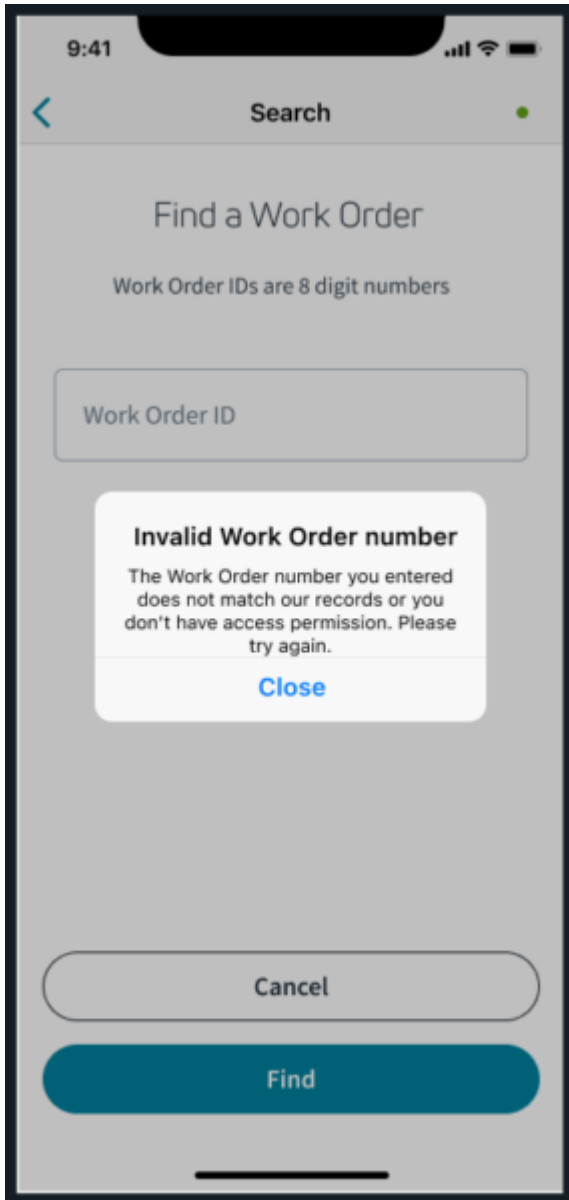 9:41
Search
Find a Work Order
Work Order IDs are 8 digit numbers
Work Order ID
Invalid Work Order number
The Work Order number you entered
does not match our records or you
don't have access permission. Please
try again.
Close
Cancel
Find